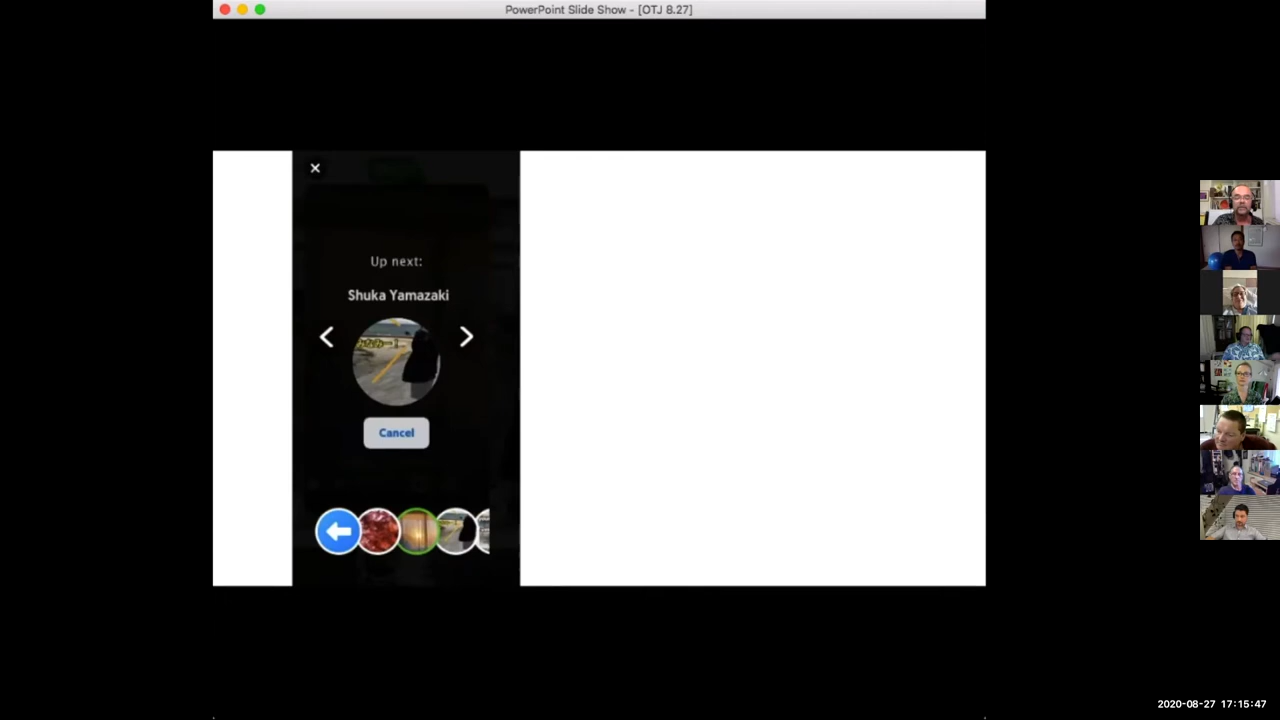 PowerPoint Slide Show - [OTJ 8.27]
Up next:
Shuka Yamazaki
Cancel
2020-08-27 17:15:47